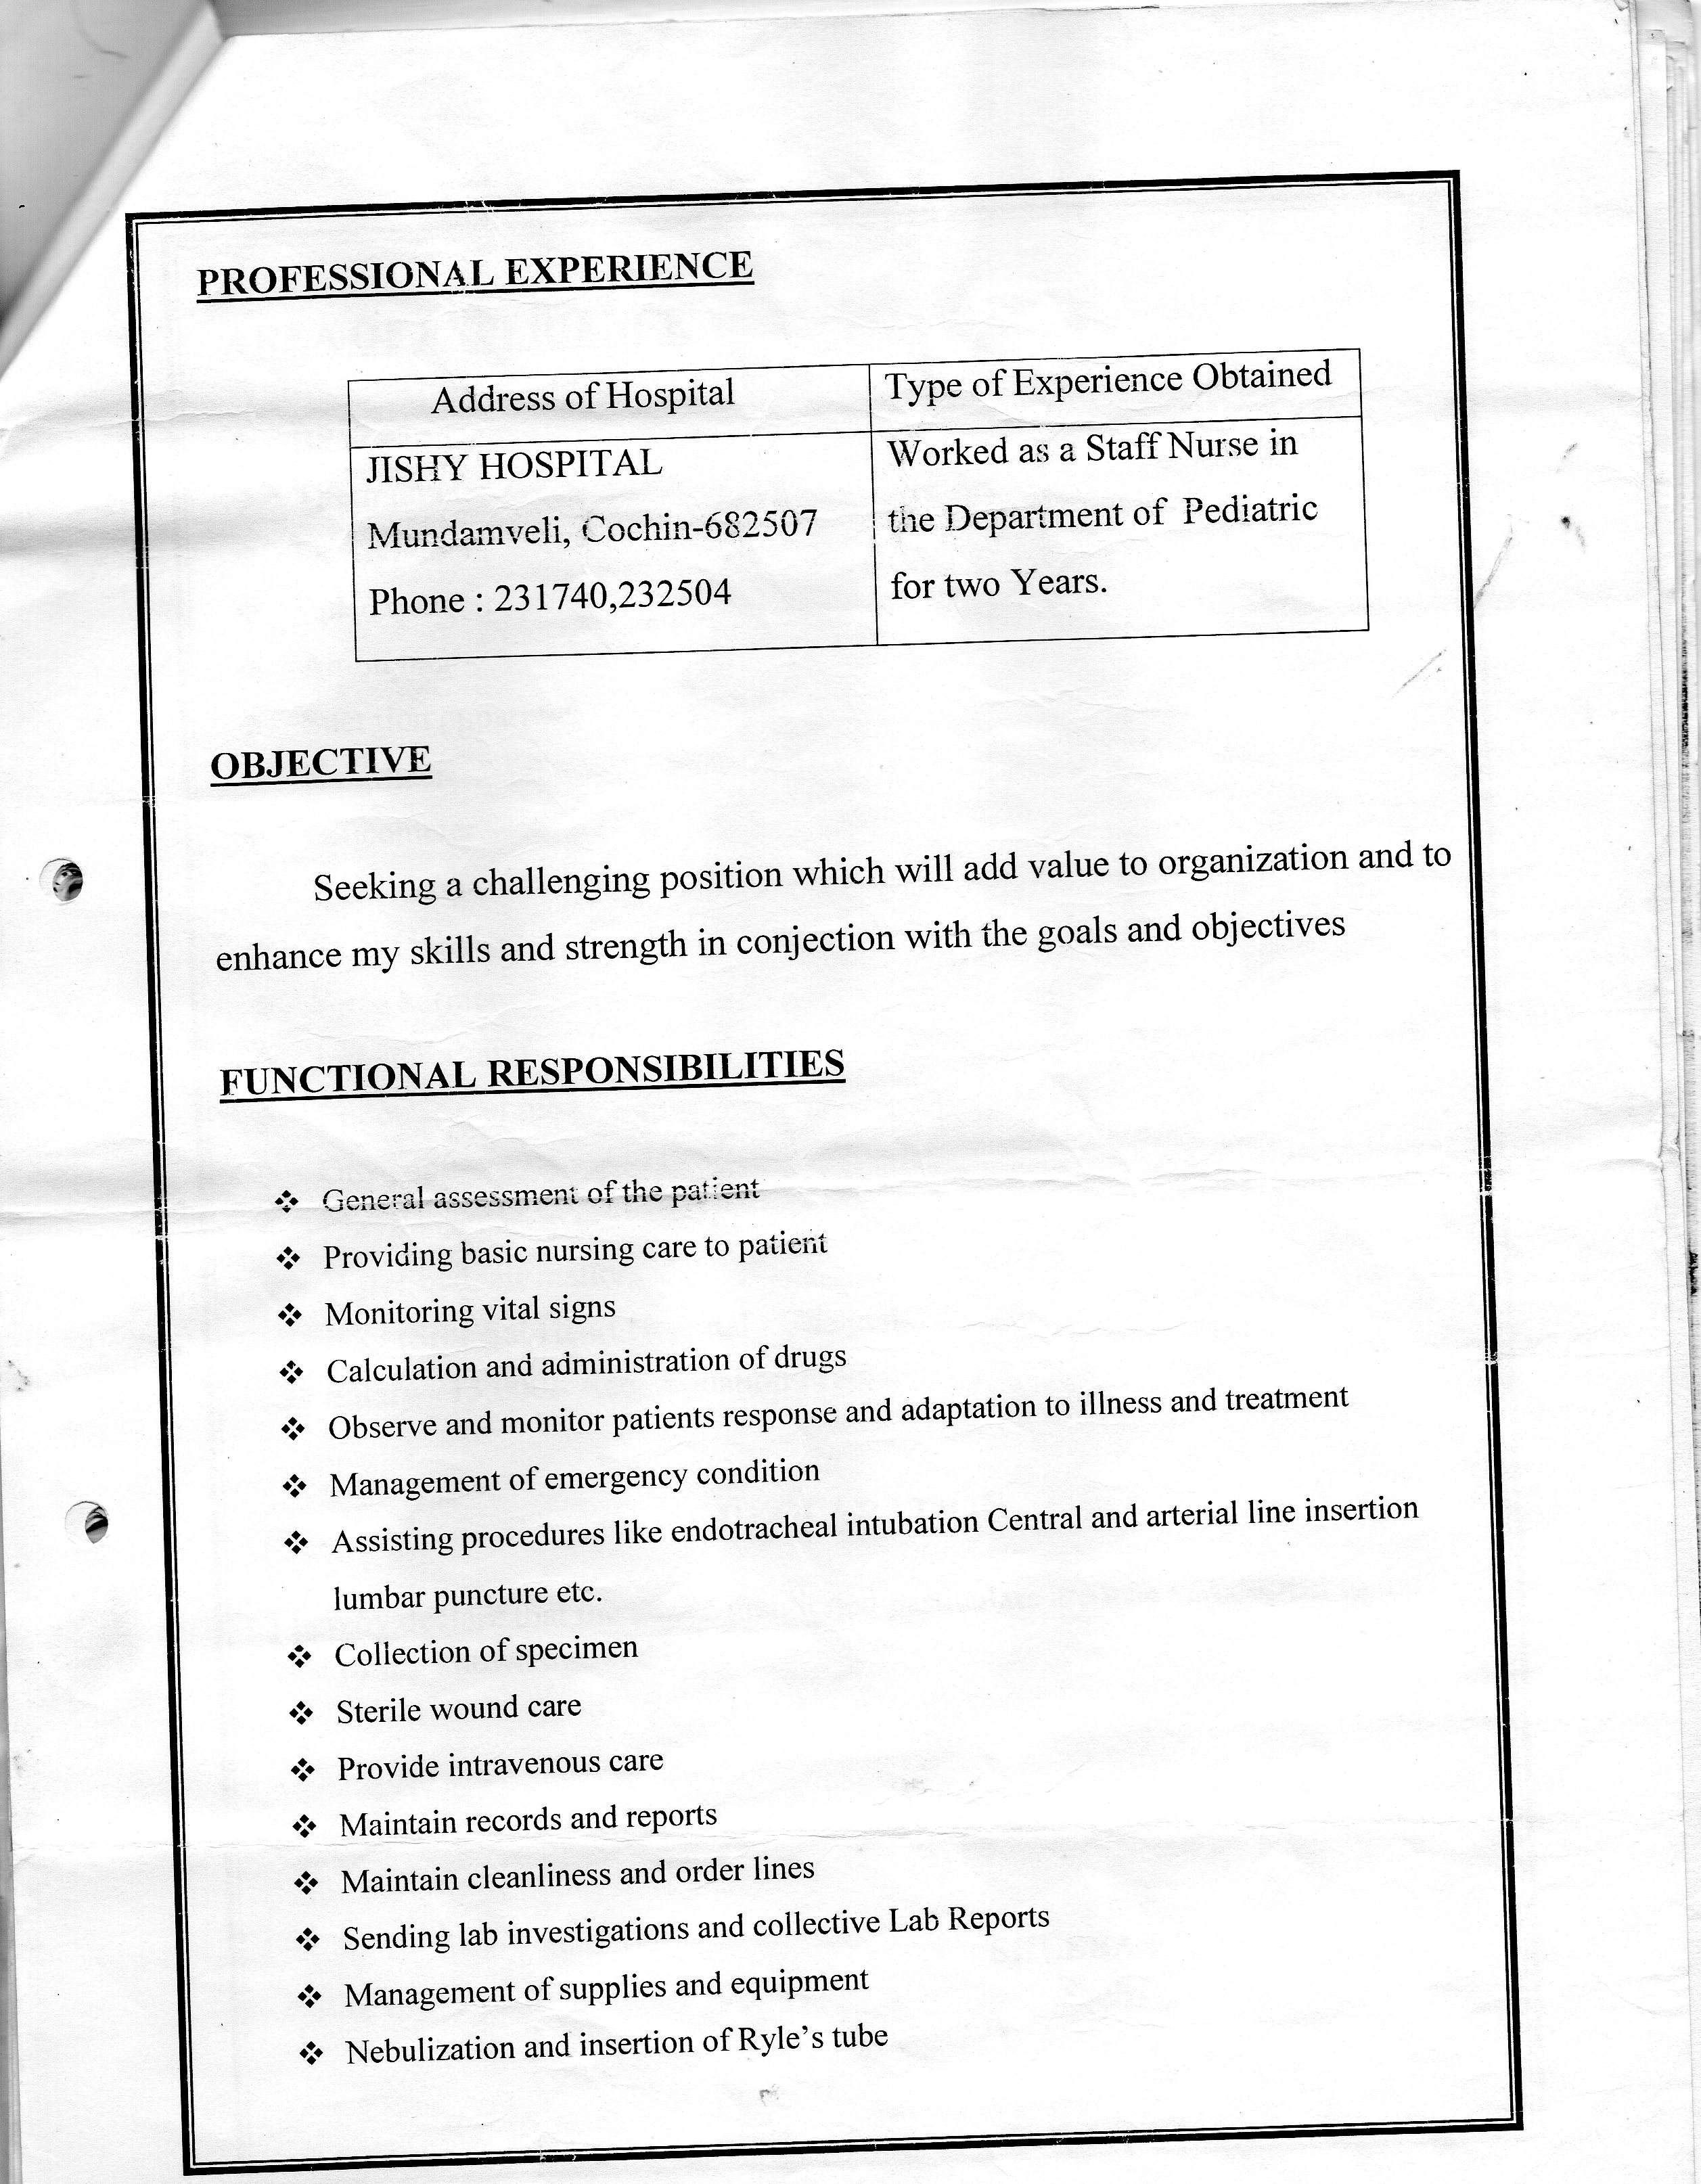 PROFESSIONAL EXPERIENCE
Address of Hospital
Type of Experience Obtained
JISHY HOSPITAL
Mundamveli, Cochin-682507
Phone : 231740,232504
Worked as a Staff Nurse in
the Department of Pediatric
for two Years.
OBJECTIVE
Seeking a challenging position which will add value to organization and to
enhance my skills and strength in conjection with the goals and objectives
FUNCTIONAL RESPONSIBILITIES
❖ General assessment of the patient
❖ Providing basic nursing care to patient
❖ Monitoring vital signs
❖ Calculation and administration of drugs
❖ Observe and monitor patients response and adaptation to illness and treatment
❖ Management of emergency condition
❖ Assisting procedures like endotracheal intubation Central and arterial line insertion
lumbar puncture etc.
❖ Collection of specimen
❖ Sterile wound care
❖ Provide intravenous care
❖ Maintain records and reports
❖ Maintain cleanliness and order lines
❖ Sending lab investigations and collective Lab Reports
❖ Management of supplies and equipment
❖ Nebulization and insertion of Ryle's tube